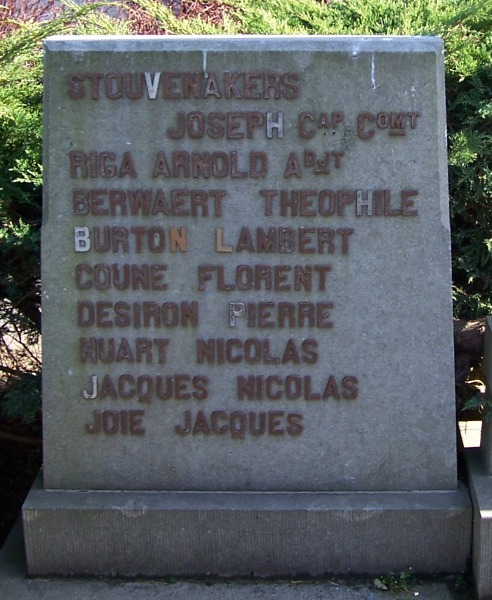 STOUVENAKERS
JOSEPH CAP. COMT
RIGA ARNOLD ADJT
BERWAERT THEOPHILE
BURTON LAMBERT
COUNE FLORENT
DESIRON PIERRE
HUART NICOLAS
JACQUES NICOLAS
JOIE JACQUES